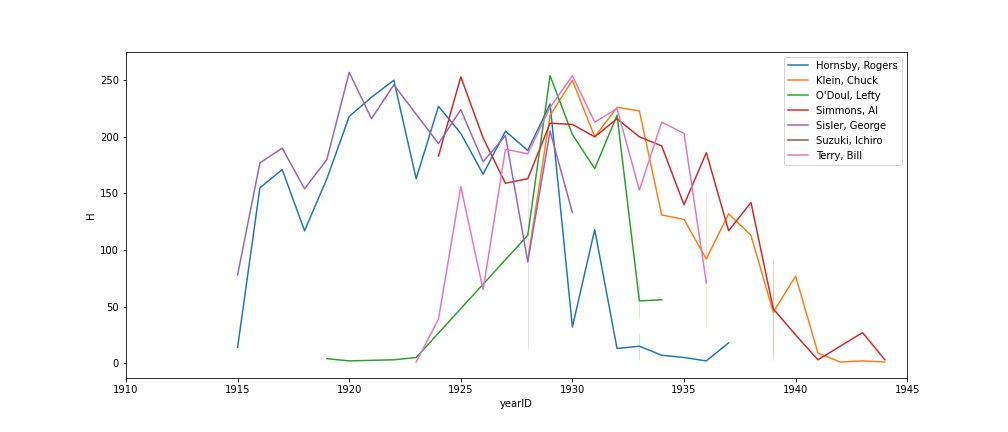 Hornsby, Rogers
Klein, Chuck
O'Doul, Lefty
Simmons, Al
Sisler, George
Suzuki, Ichiro
Terry, Bill
250
200
150
100
50
0
H
1910 1915 1920 1925 1930 1935 1940 1945
yearID